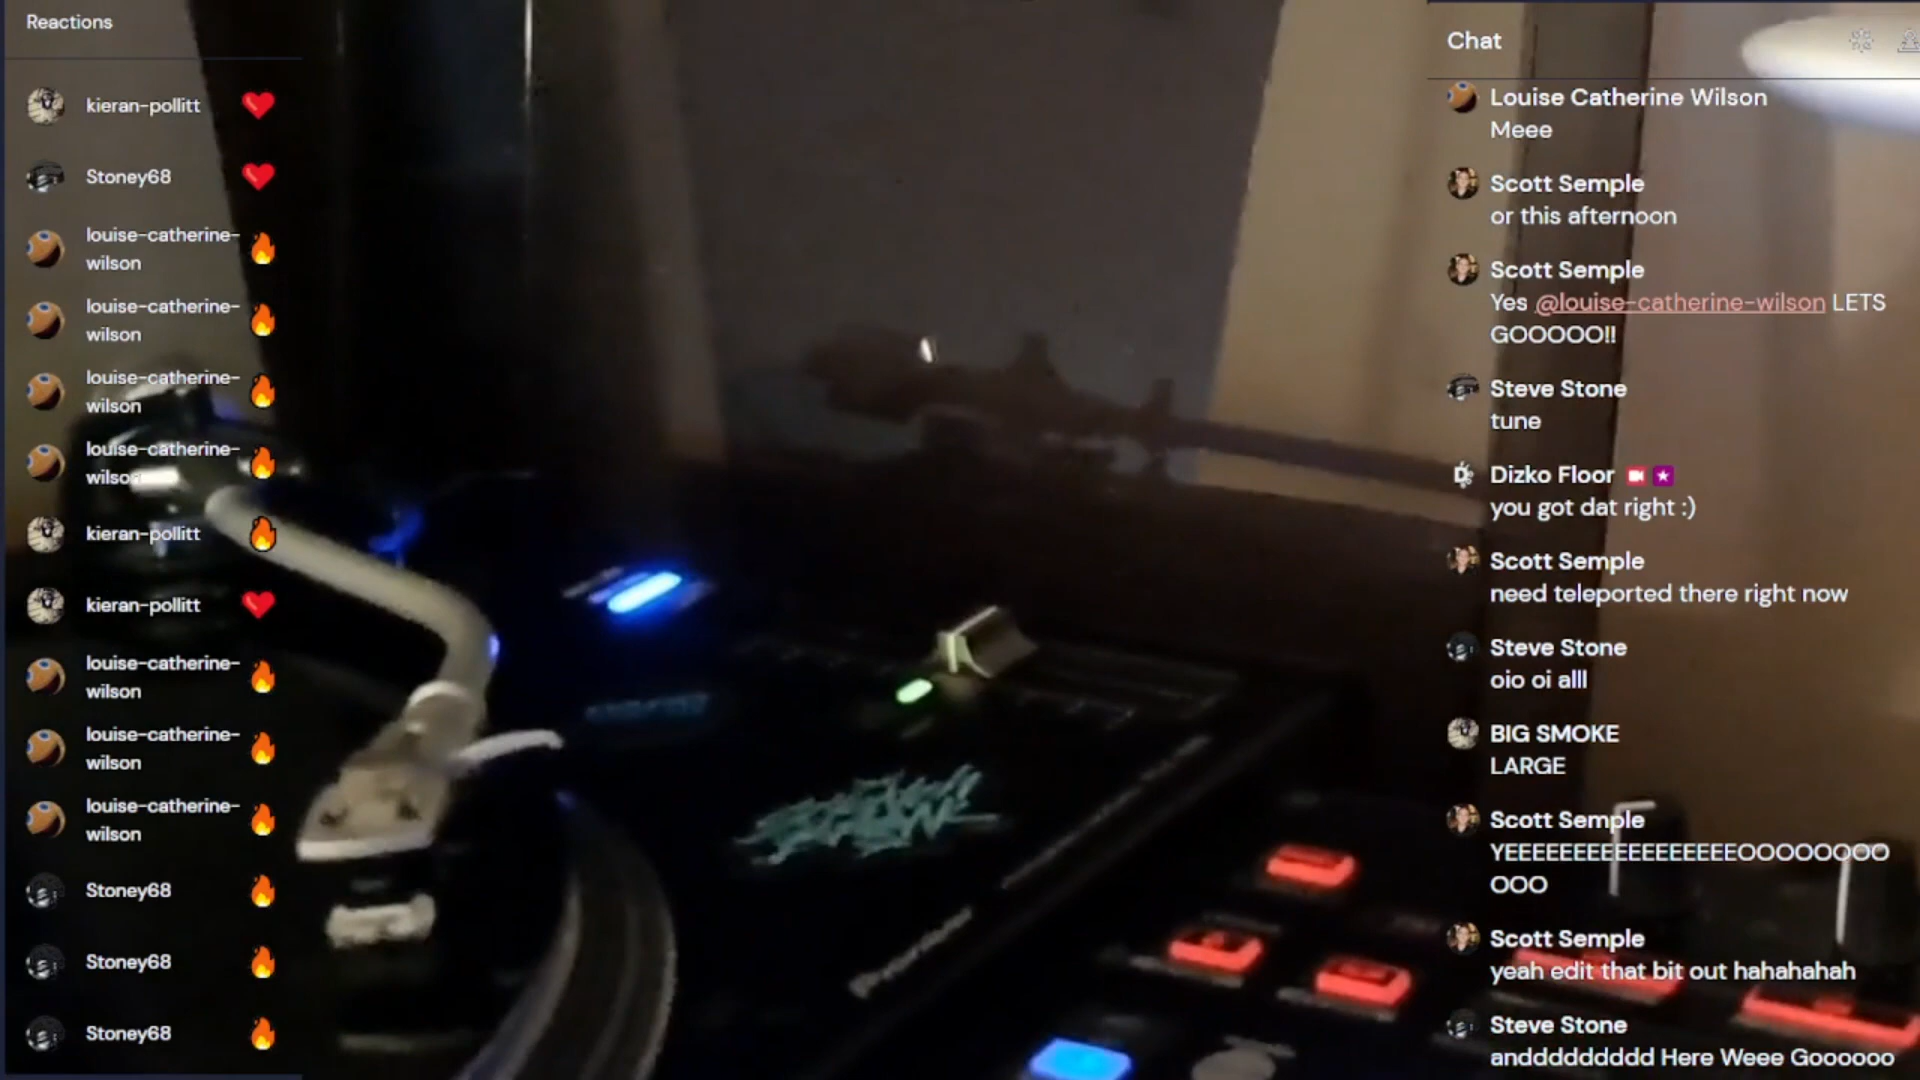 Reactions
kieran-pollitt
Stoney68
louise-catherine-
wilson
louise-catherine-
wilson
louise-catherine-
wilson
louise-catherine-
wilson
kieran-pollitt
kieran-pollitt
louise-catherine-
wilson
louise-catherine-
wilson
louise-catherine-
wilson
Stoney68
Stoney68
Stoney68
Chat
Louise Catherine Wilson
Meee
Scott Semple
or this afternoon
Scott Semple
Yes @louise-catherine-wilson LETS
GOOOOO!!
Steve Stone
tune
Dizko Floor
you got dat right :)
Scott Semple
need teleported there right now
Steve Stone
oio oi alll
BIG SMOKE
LARGE
Scott Semple
YEEEEEEEEEEEEEEEEEOOOOOOOO
OOO
Scott Semple
yeah edit that bit out hahahahah
Steve Stone
anddddddddd Here Weee Goooooo